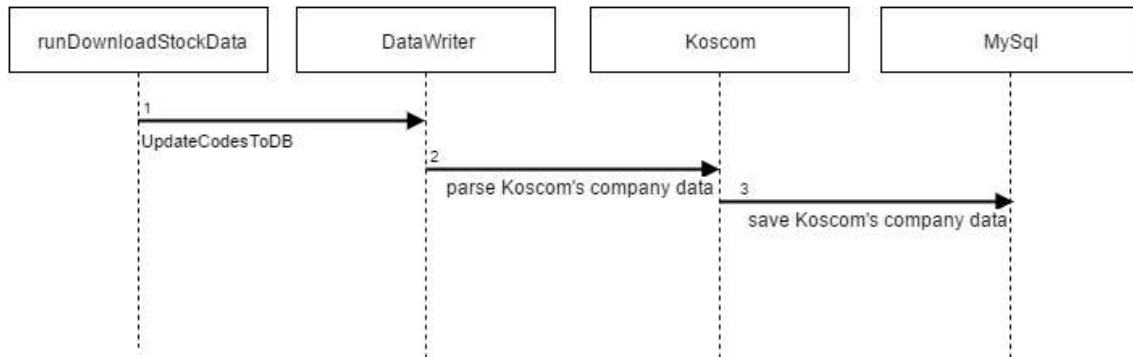 runDownloadStockData
DataWriter
Koscom
MySql
1
UpdateCodesToDB
2
parse Koscom's company data
3
save Koscom's company data